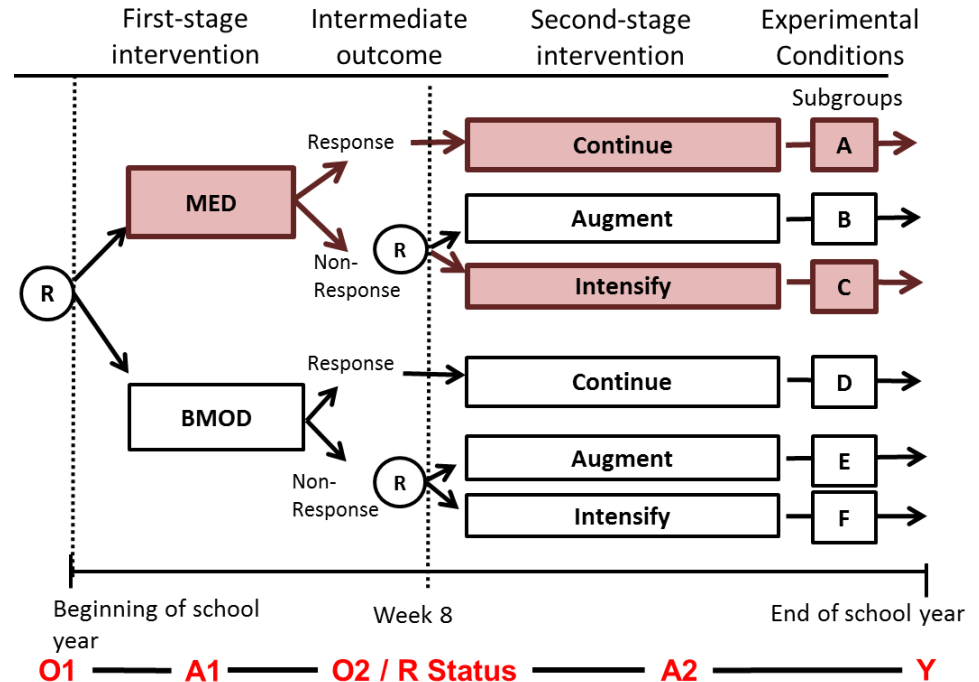 First-stage
intervention
Intermediate
outcome
Second-stage
intervention
Experimental
Conditions
Subgroups
Response
Continue
A
MED
Augment
B
Non-
Response
R
Intensify
C
R
Response
Continue
D
BMOD
Augment
E
Non-
Response
R
Intensify
F
Beginning of school
year
Week 8
End of school year
O1
A1
O2 / R Status
A2
Y